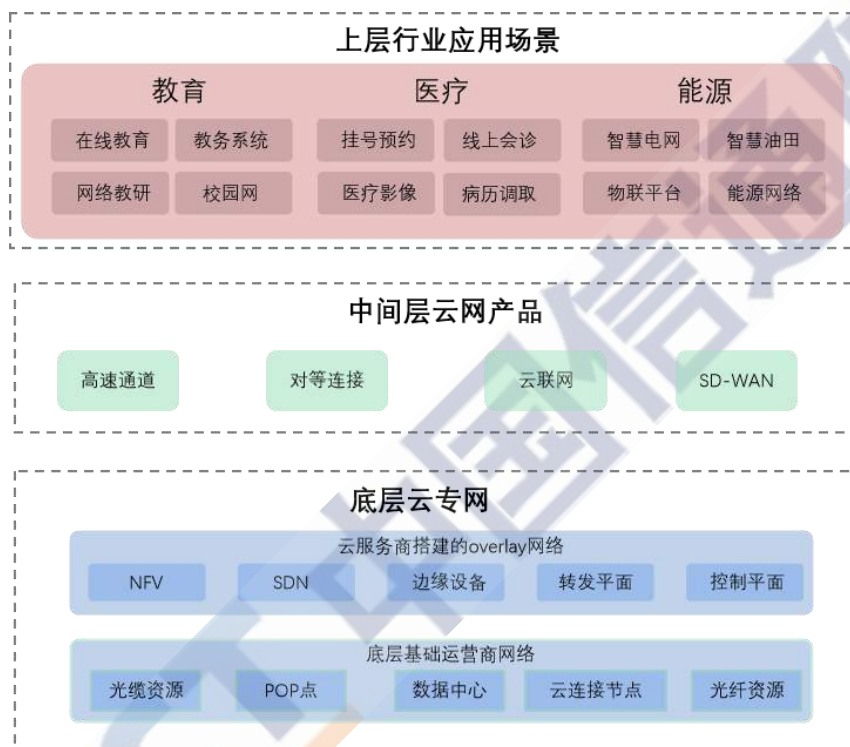 上层行业应用场景
教育 医疗 能源
在线教育 教务系统 挂号预约 线上会诊 智慧电网 智慧油田
网络教研 校园网 医疗影像 病历调取 物联平台 能源网络
中间层云网产品
高速通道 对等连接 云联网 SD-WAN
底层云专网
云服务商搭建的overlay网络
NFV SDN 边缘设备 转发平面 控制平面
底层基础运营商网络
光缆资源 POP点 数据中心 云连接节点 光纤资源
中国信通